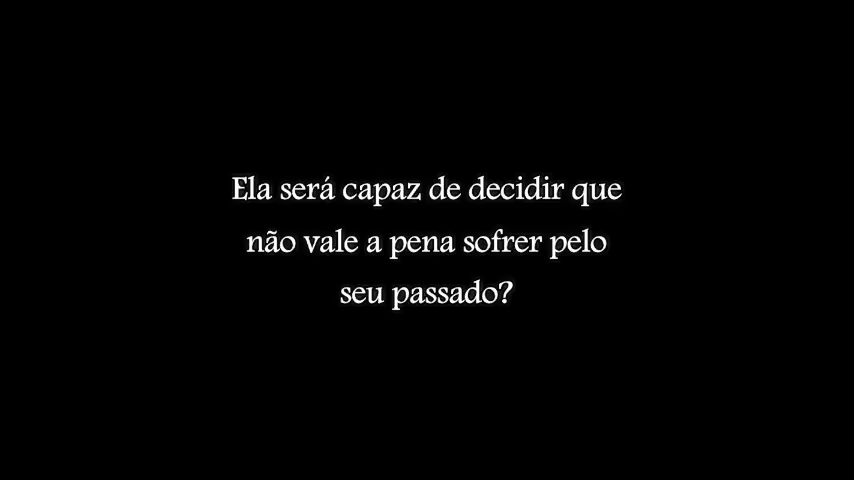 Ela será capaz de decidir que
não vale a pena sofrer pelo
seu passado?